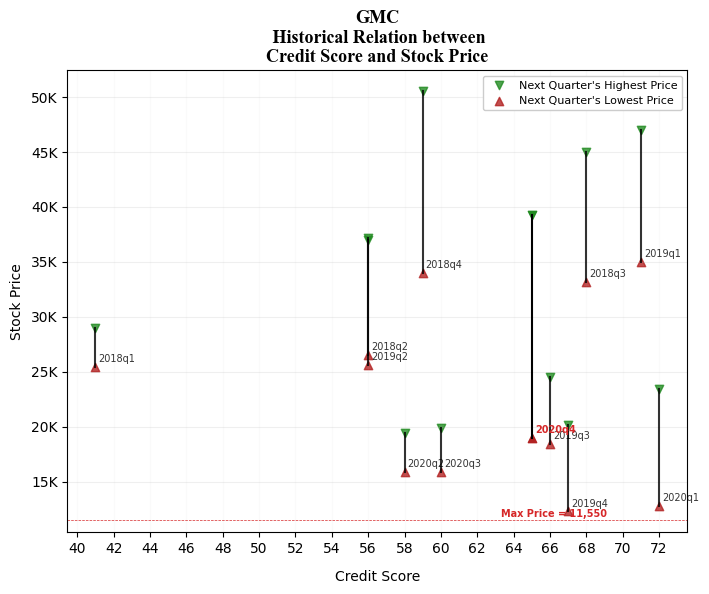 GMC
Historical Relation between
Credit Score and Stock Price
Next Quarter's Highest Price
Next Quarter's Lowest Price
50K
45K
40K
35K
30K
25K
20K
15K
Stock Price
2018q1
2018q2
2019q2
2018q4
2020q2
2020q3
2020q4
2019q3
2019q4
2018q3
2019q1
2020q1
Max Price = 11,550
40 42 44 46 48 50 52 54 56 58 60 62 64 66 68 70 72
Credit Score